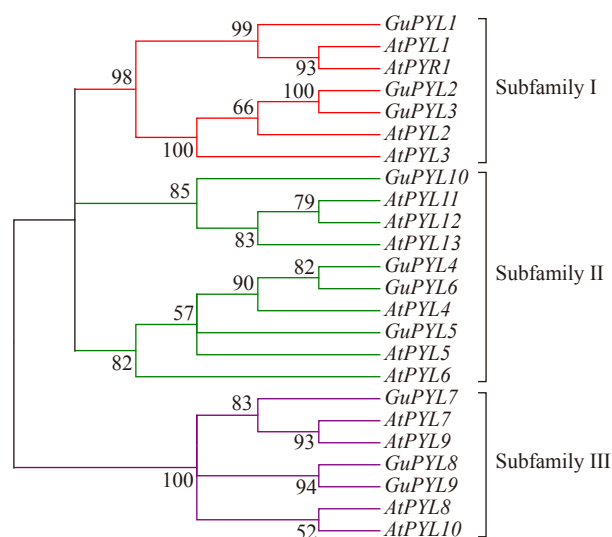 GuPYL1
99
AtPYL1
93
AtPYR1
98
Subfamily I
100
GuPYL2
66
GuPYL3
AtPYL2
100
AtPYL3
85
GuPYL10
79
AtPYL11
AtPYL12
83
AtPYL13
82
GuPYL4
Subfamily II
90
GuPYL6
AtPYL4
57
GuPYL5
AtPYL5
82
AtPYL6
83
GuPYL7
AtPYL7
93
AtPYL9
Subfamily III
100
GuPYL8
94
GuPYL9
AtPYL8
52
AtPYL10